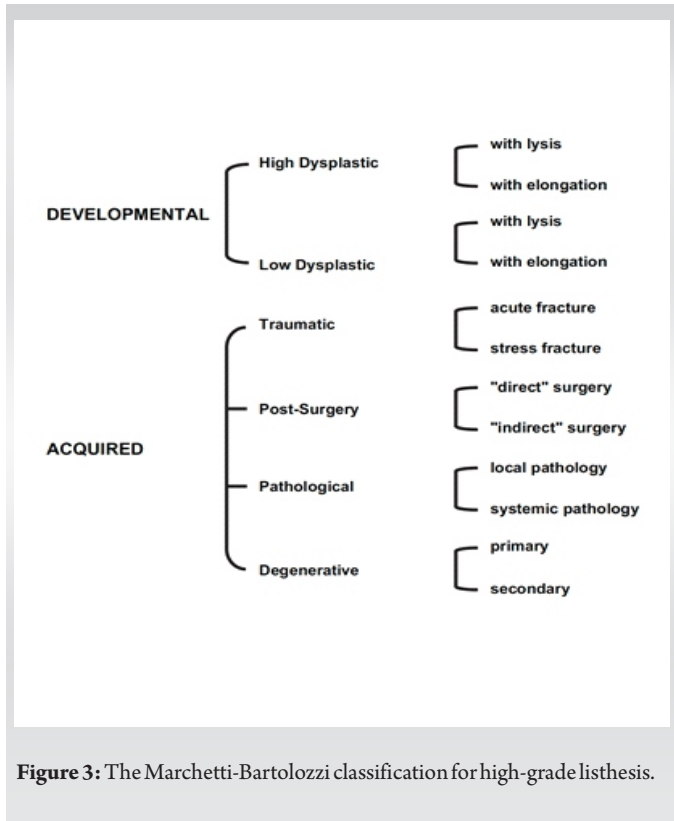 with lysis
High Dysplastic
with elongation
DEVELOPMENTAL
with lysis
Low Dysplastic
with elongation
acute fracture
Traumatic
stress fracture
"direct" surgery
Post-Surgery
"indirect" surgery
ACQUIRED
local pathology
Pathological
systemic pathology
primary
Degenerative
secondary
Figure 3: The Marchetti-Bartolozzi classification for high-grade listhesis.